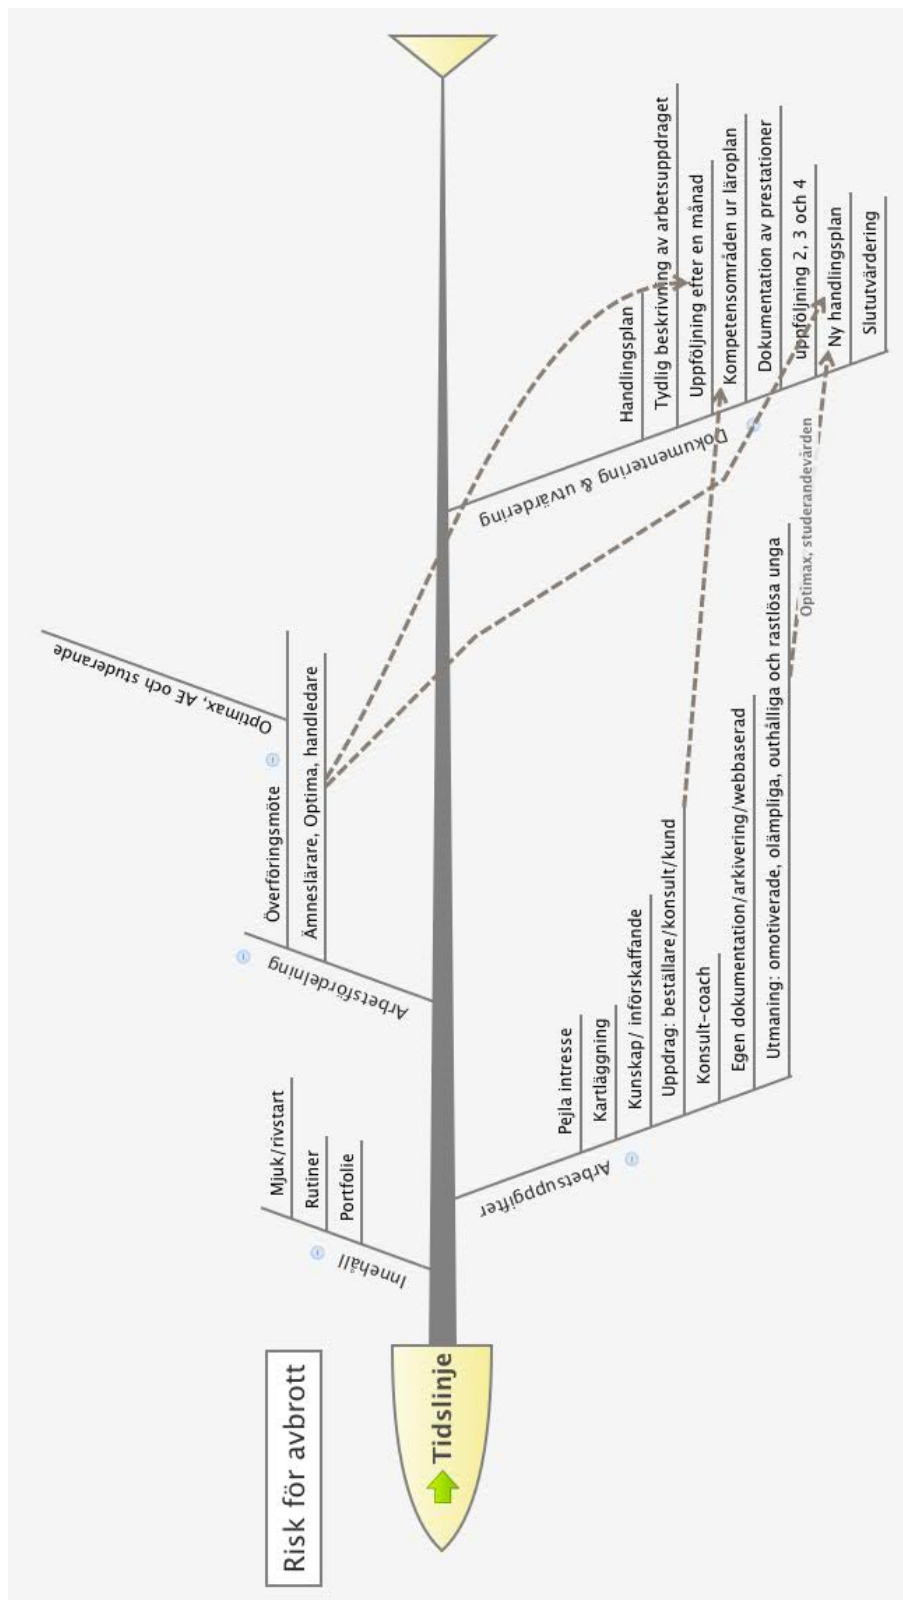 Risk för avbrott
Tidslinje
Innehåll
Mjuk/rivstart
Rutiner
Portfolie
Arbetsfördelning
Överföringsmöte
Optimax, AE och studerande
Ämneslärare, Optima, handledare
Arbetsuppgifter
Pejla intresse
Kartläggning
Kunskap/ införskaffande
Uppdrag: beställare/konsult/kund
Konsult-coach
Egen dokumentation/arkivering/webbaserad
Utmaning: omotiverade, olämpliga, outhålliga och rastlösa unga
Optimax, studerandevården
Dokumentering & utvärdering
Handlingsplan
Tydlig beskrivning av arbetsuppdraget
Uppföljning efter en månad
Kompetensområden ur läroplan
Dokumentation av prestationer
uppföljning 2, 3 och 4
Ny handlingsplan
Slututvärdering